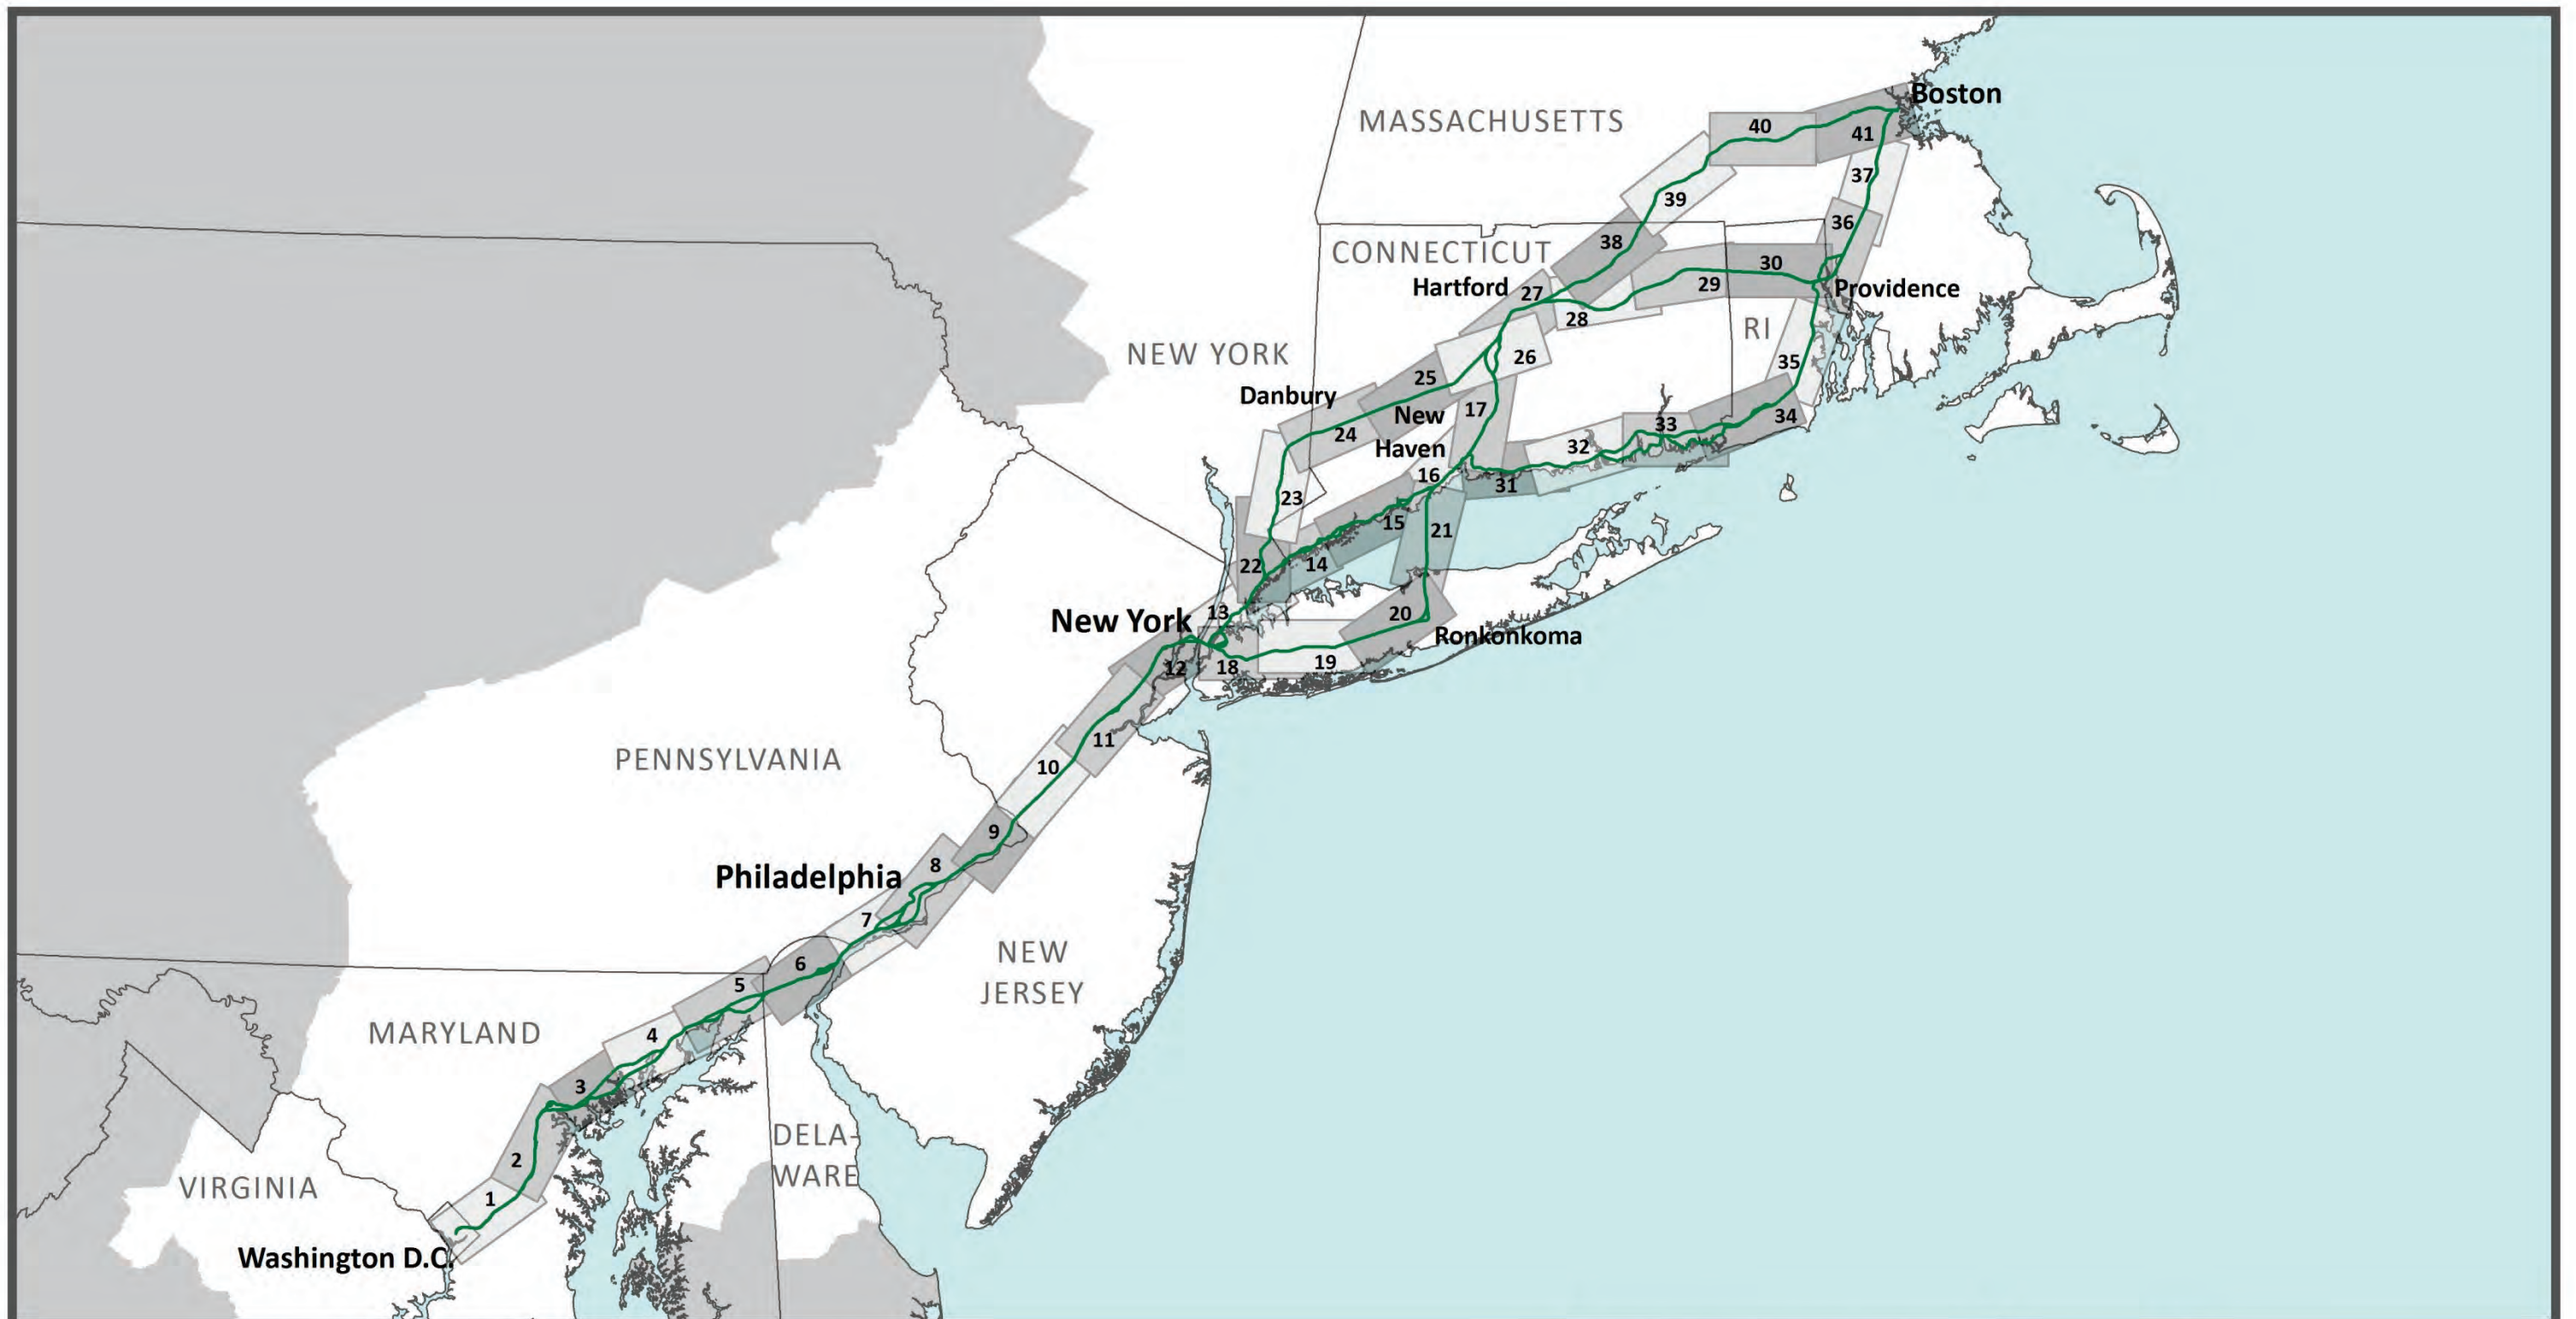 Boston
MASSACHUSETTS
40
41
37
39
36
38
CONNECTICUT
30
Hartford
27
29
Providence
28
RI
NEW YORK
26
35
25
Danbury
17
New
Haven
24
34
33
32
16
31
23
15
21
22
14
13
20
New York
Ronkonkoma
12
18
19
11
PENNSYLVANIA
10
9
8
Philadelphia
7
NEW
JERSEY
6
5
MARYLAND
4
3
DELA-
WARE
2
VIRGINIA
1
Washington D.C.